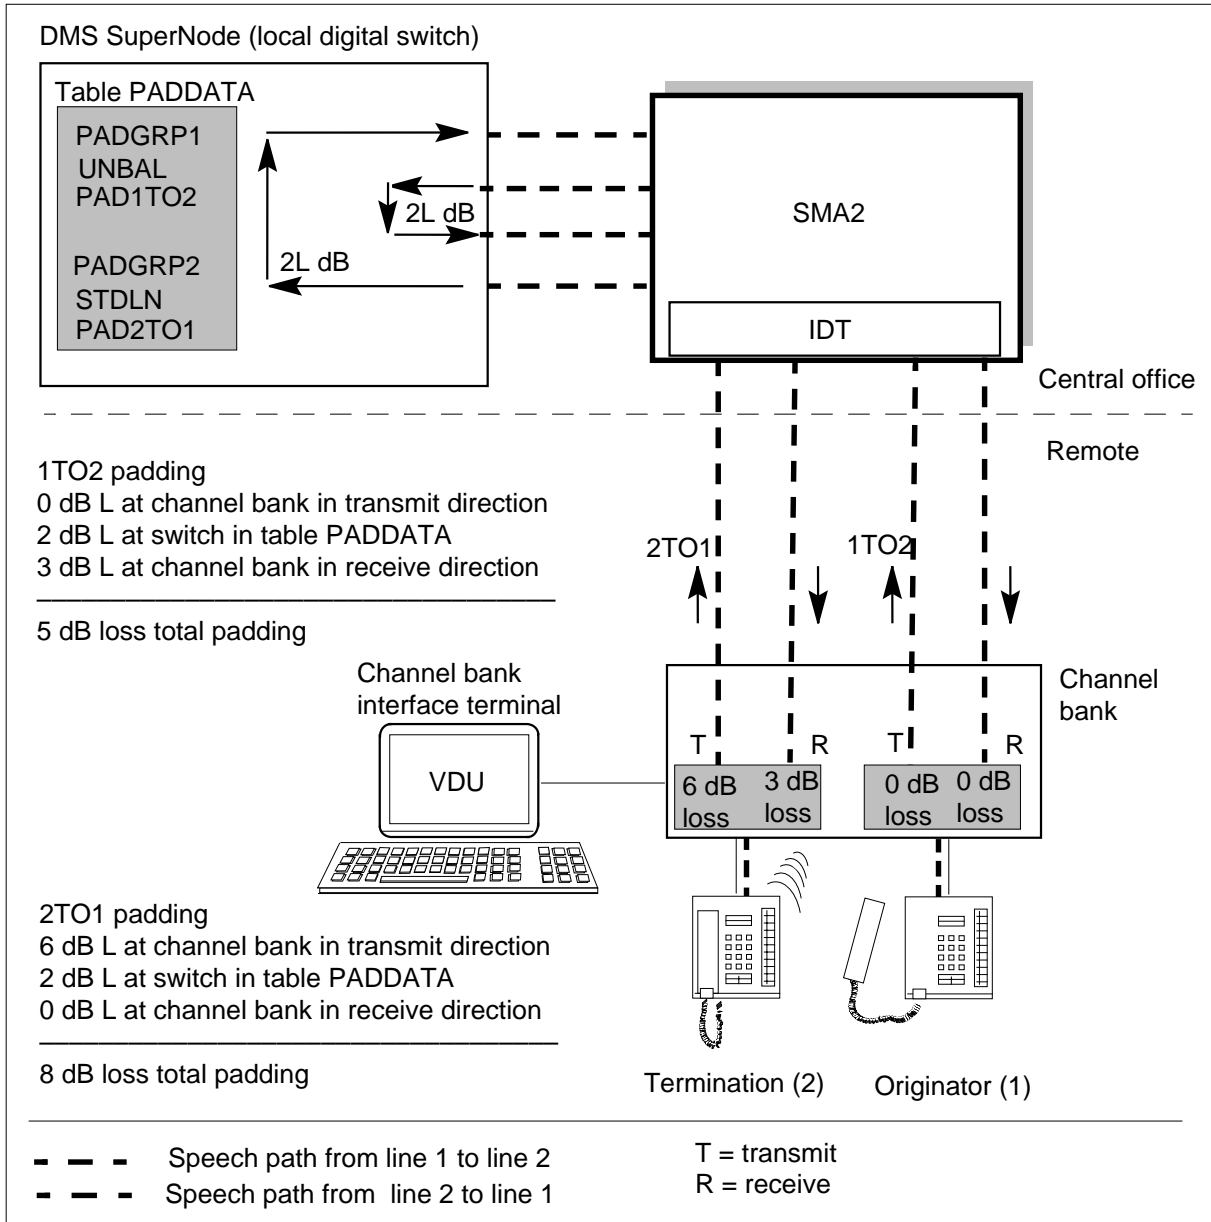 DMS SuperNode (local digital switch)
Table PADDATA
PADGRP1
UNBAL
PAD1TO2
PADGRP2
STDLN
PAD2TO1
2L dB
2L dB
SMA2
IDT
Central office
Remote
1TO2 padding
0 dB L at channel bank in transmit direction
2 dB L at switch in table PADDATA
3 dB L at channel bank in receive direction
5 dB loss total padding
2TO1
1TO2
Channel bank
interface terminal
VDU
Channel
bank
T
R
T
R
6 dB
loss
3 dB
loss
0 dB
loss
0 dB
loss
2TO1 padding
6 dB L at channel bank in transmit direction
2 dB L at switch in table PADDATA
0 dB L at channel bank in receive direction
8 dB loss total padding
Termination (2)
Originator (1)
Speech path from line 1 to line 2
Speech path from line 2 to line 1
T = transmit
R = receive